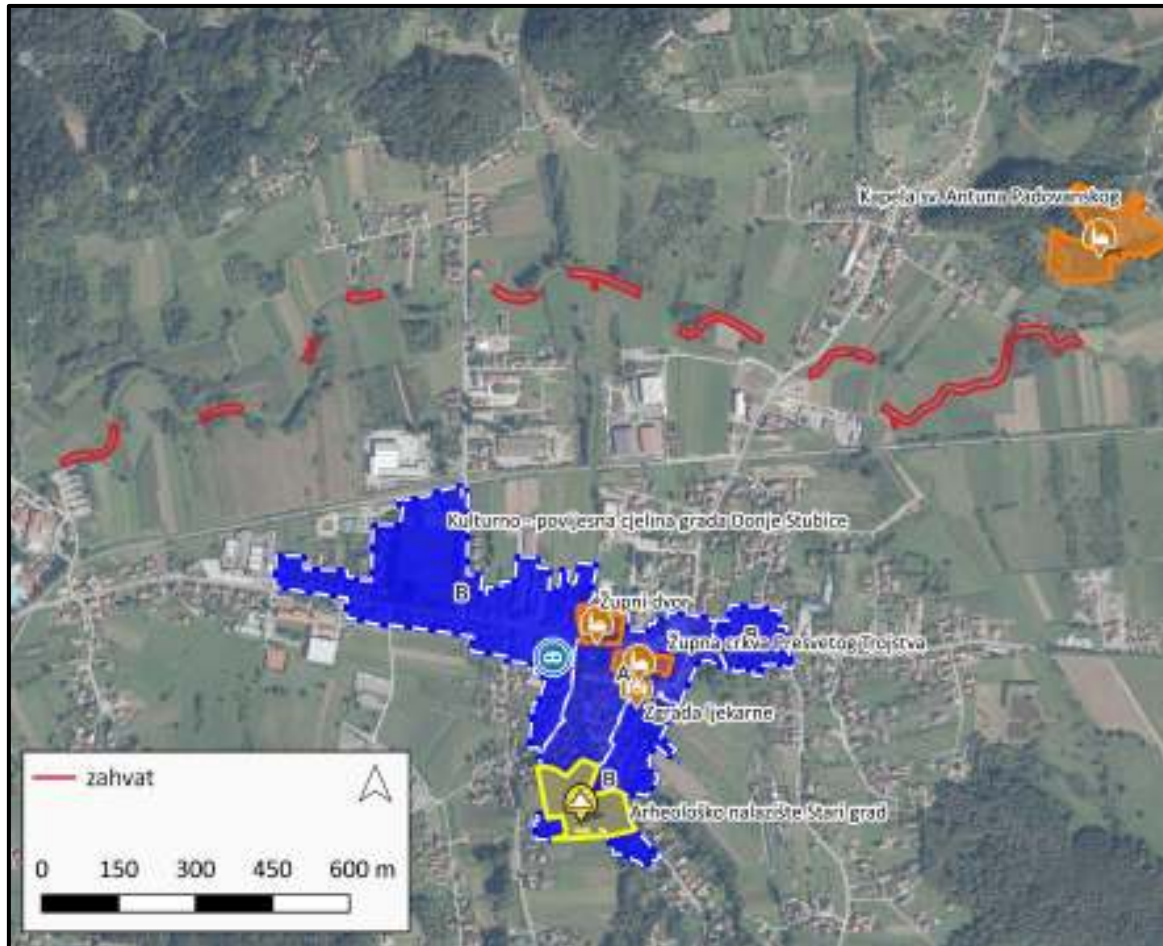 Kapela sv. Antuna Padovanskog
Kulturno - povijesna cjelina grada Donje Stubice
B
Župni dvor
B
Župna crkva Presvetog Trojstva
A
Zgrada ljekarne
B
Arheološko nalazište Stari grad
zahvat
0 150 300 450 600 m